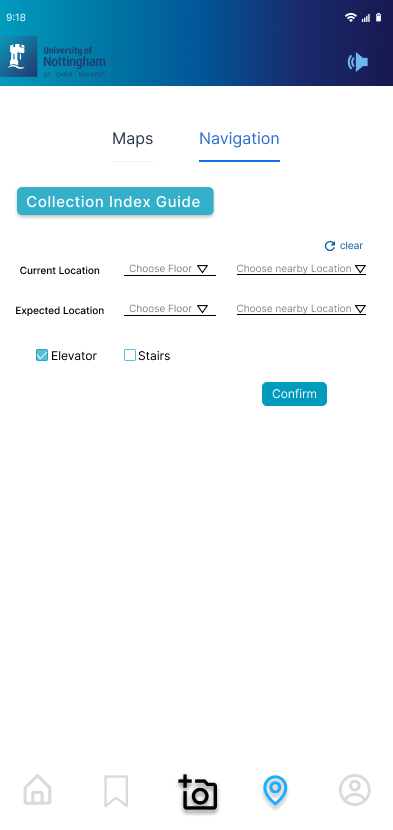 9:18
University of
Nottingham
UK · CHINA · MALAYSIA
Maps Navigation
Collection Index Guide
clear
Current Location Choose Floor Choose nearby Location
Expected Location Choose Floor Choose nearby Location
Elevator Stairs
Confirm